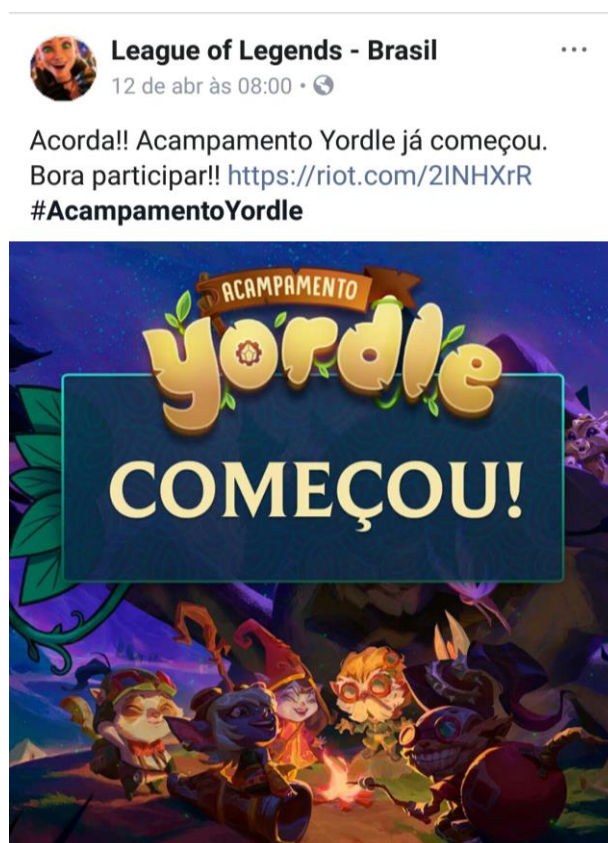 League of Legends - Brasil
12 de abr às 08:00
Acorda!! Acampamento Yordle já começou.
Bora participar!! https://riot.com/2INHXrR
#AcampamentoYordle
ACAMPAMENTO
yordle
COMEÇOU!